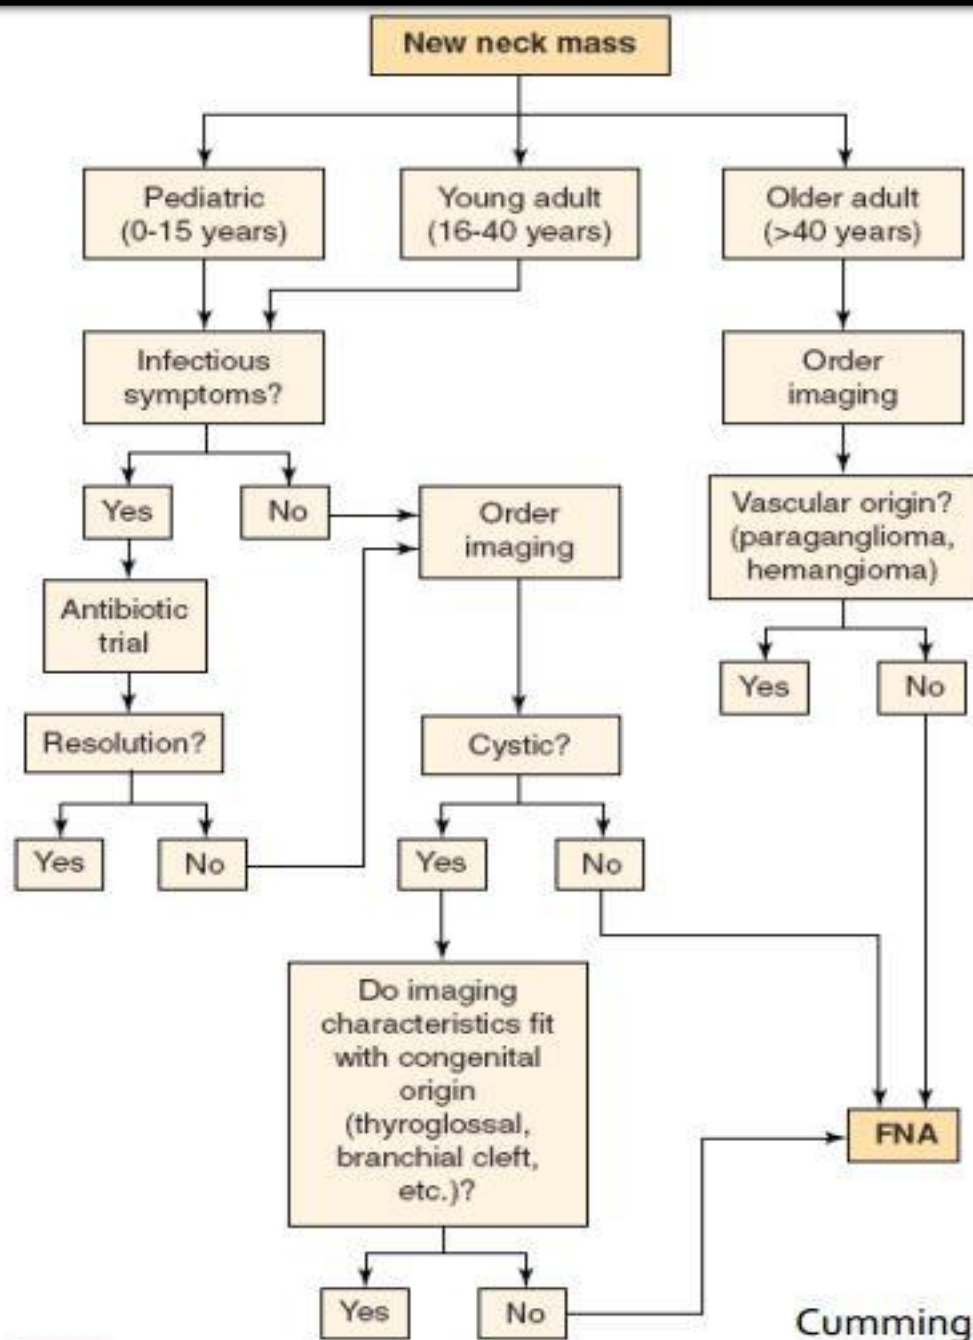 New neck mass
Pediatric
(0-15 years)
Young adult
(16-40 years)
Older adult
(>40 years)
Infectious
symptoms?
Order
imaging
Yes
No
Order
imaging
Vascular origin?
(paraganglioma,
hemangioma)
Antibiotic
trial
Yes
No
Resolution?
Cystic?
Yes
No
Yes
No
Do imaging
characteristics fit
with congenital
origin
(thyroglossal,
branchial cleft,
etc.)?
FNA
Yes
No
Cumming